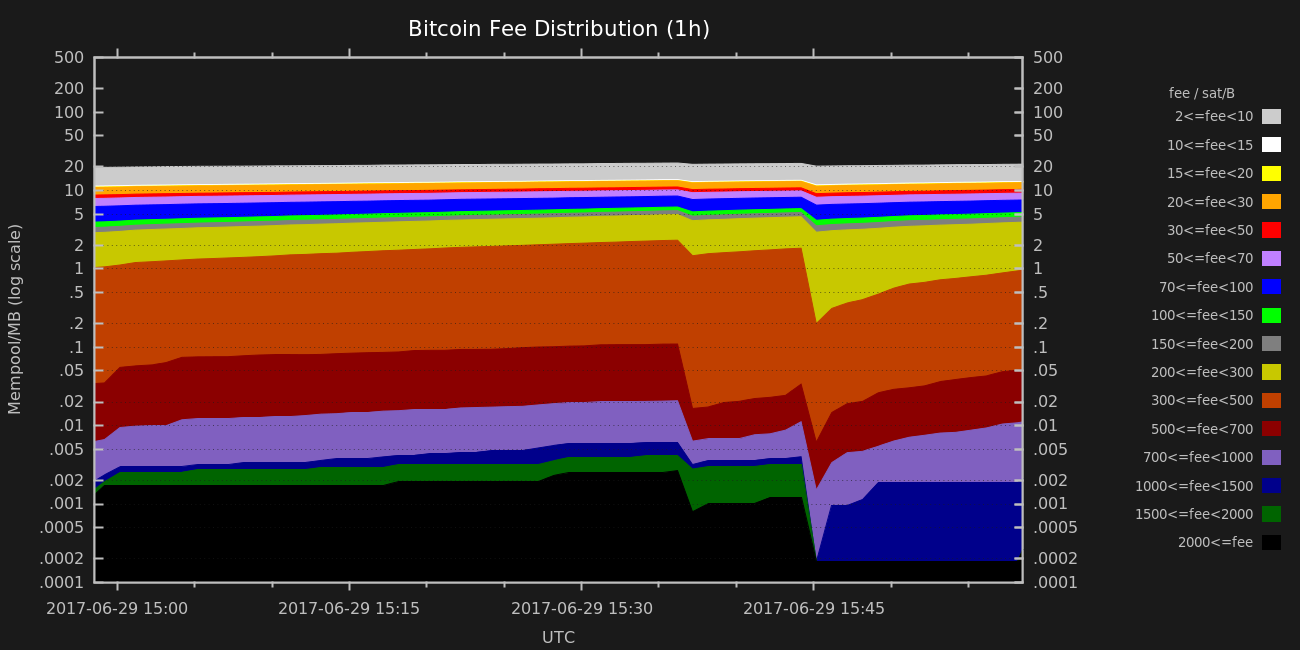 Bitcoin Fee Distribution (1h)
500
200
100
50
20
10
5
2
1
.5
.2
.1
.05
.02
.01
.005
.002
.001
.0005
.0002
.0001
Mempool/MB (log scale)
500
200
100
50
20
10
5
2
1
.5
.2
.1
.05
.02
.01
.005
.002
.001
.0005
.0002
.0001
2017-06-29 15:00 2017-06-29 15:15 2017-06-29 15:30 2017-06-29 15:45
UTC
fee / sat/B
2<=fee<10
10<=fee<15
15<=fee<20
20<=fee<30
30<=fee<50
50<=fee<70
70<=fee<100
100<=fee<150
150<=fee<200
200<=fee<300
300<=fee<500
500<=fee<700
700<=fee<1000
1000<=fee<1500
1500<=fee<2000
2000<=fee